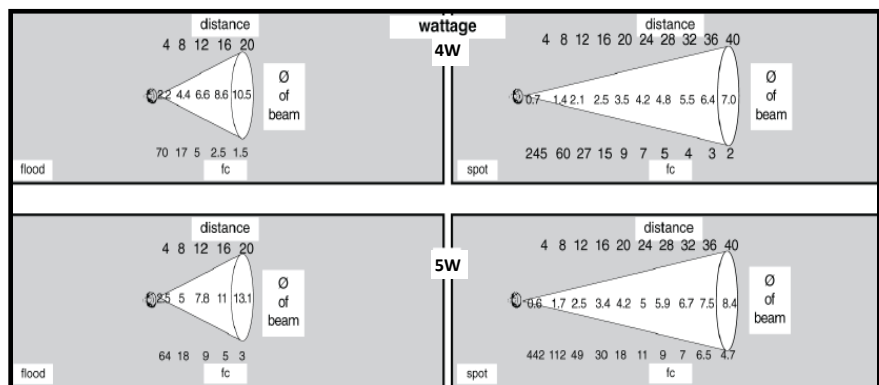 distance
4 8 12 16 20
2.2 4.4 6.6 8.6 10.5
Ø
of
beam
70 17 5 2.5 1.5
flood
fc
wattage
4W
distance
4 8 12 16 20 24 28 32 36 40
0.7 1.4 2.1 2.5 3.5 4.2 4.8 5.5 6.4 7.0
Ø
of
beam
245 60 27 15 9 7 5 4 3 2
spot
fc
distance
4 8 12 16 20
2.5 5 7.8 11 13.1
Ø
of
beam
64 18 9 5 3
flood
fc
5W
distance
4 8 12 16 20 24 28 32 36 40
0.6 1.7 2.5 3.4 4.2 5 5.9 6.7 7.5 8.4
Ø
of
beam
442 112 49 30 18 11 9 7 6.5 4.7
spot
fc